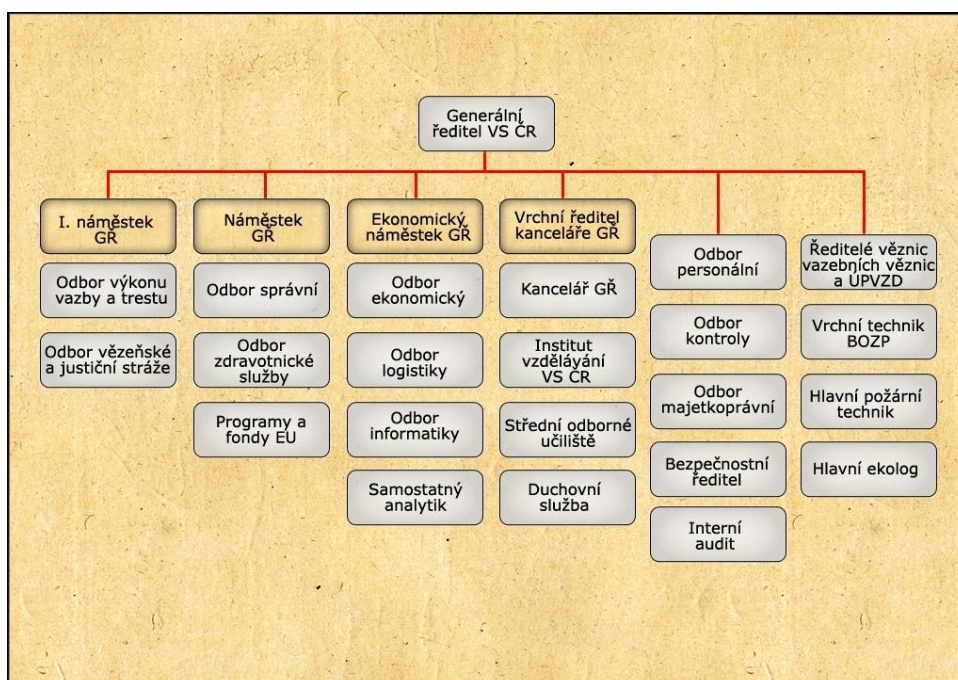 Generální
ředitel VS ČR
I. náměstek
GŘ
Odbor výkonu
vazby a trestu
Odbor vězeňské
a justiční stráže
Náměstek
GŘ
Odbor správní
Odbor
zdravotnické
služby
Programy a
fondy EU
Ekonomický
náměstek GŘ
Odbor
ekonomický
Odbor
logistiky
Odbor
informatiky
Samostatný
analytik
Vrchní ředitel
kanceláře GŘ
Kancelář GŘ
Institut
vzdělávání
VS ČR
Střední odborné
učiliště
Duchovní
služba
Odbor
personální
Odbor
kontroly
Odbor
majetkoprávní
Bezpečnostní
ředitel
Interní
audit
Ředitelé věznic
vazebních věznic
a ÚPVZD
Vrchní technik
BOZP
Hlavní požární
technik
Hlavní ekolog